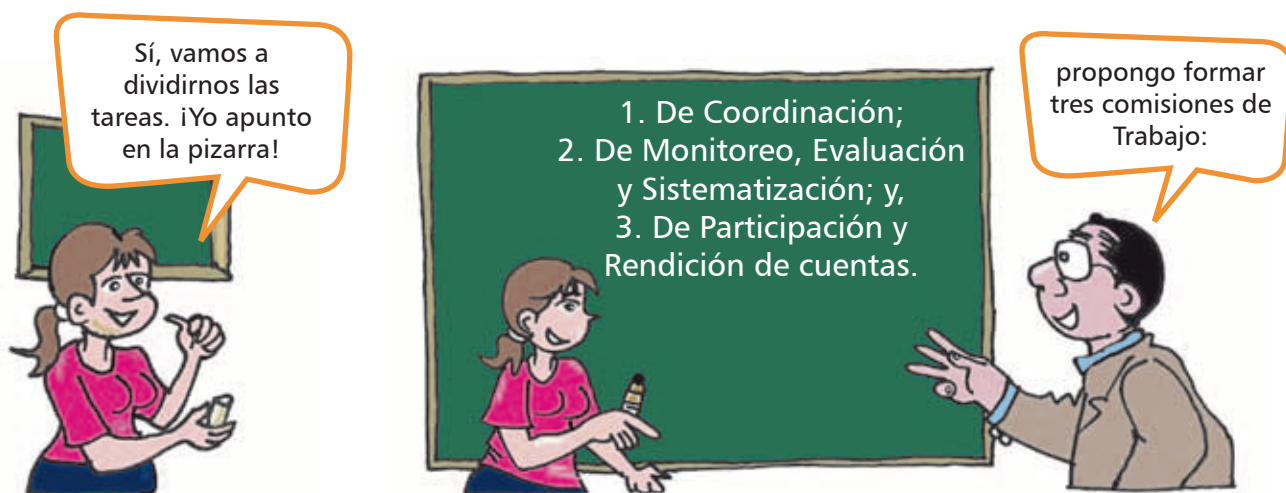 Sí, vamos a
dividirnos las
tareas. ¡Yo apunto
en la pizarra!
1. De Coordinación;
2. De Monitoreo, Evaluación
y Sistematización; y,
3. De Participación y
Rendición de cuentas.
propongo formar
tres comisiones de
Trabajo: